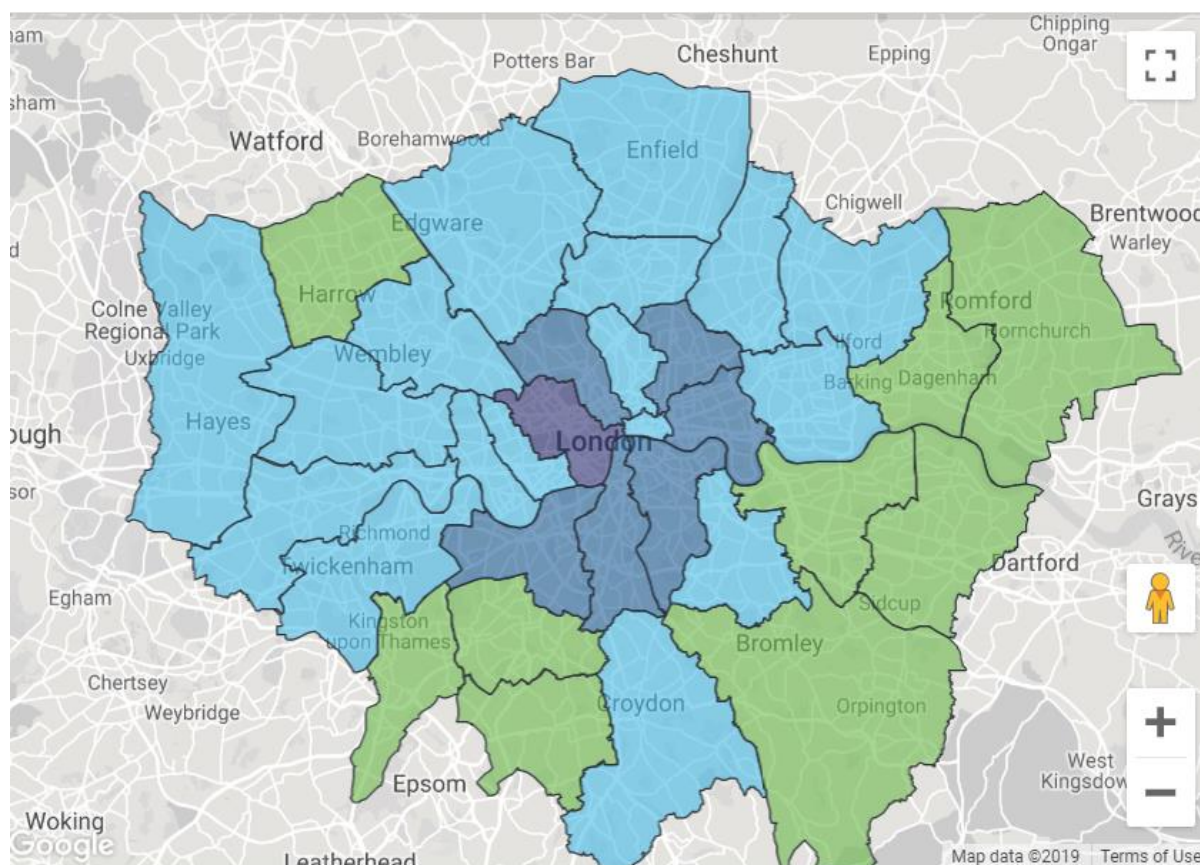 Chipping
Ongar
Potters Bar
Cheshunt
Epping
Watford
Borehamwood
Enfield
Chigwell
Brentwood
Warley
Edgware
Harrow
Romford
Hornchurch
Colne Valley
Regional Park
Uxbridge
Wembley
Ilford
Barking
Dagenham
Hayes
London
Grays
Richmond
Twickenham
Dartford
Egham
Sidcup
Kingston
upon Thames
Bromley
Chertsey
Weybridge
Croydon
Orpington
Epsom
West
Kingsdow
Woking
Google
Leatherhead
Map data ©2019
Terms of Use